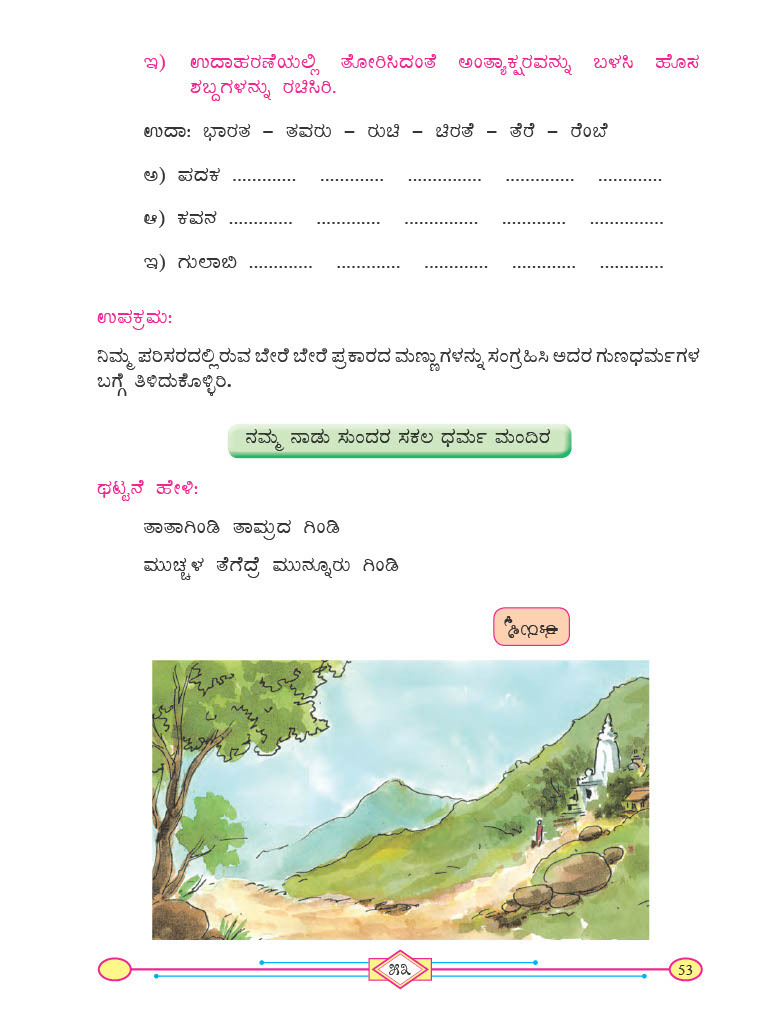 ಇ) ಉದಾಹರಣೆಯಲ್ಲಿ ತೋರಿಸಿದಂತೆ ಅಂತ್ಯಾಕ್ಷರವನ್ನು ಬಳಸಿ ಹೊಸ
ಶಬ್ದಗಳನ್ನು ರಚಿಸಿರಿ.
ಉದಾ: ಭಾರತ – ತವರು – ರುಚಿ – ಚಿರತೆ – ತೆರೆ – ರೆಂಬೆ
ಅ) ಪದಕ ............. ............. ............... .............. .............
ಆ) ಕವನ ............. ............. ............... ............. ...............
ಇ) ಗುಲಾಬಿ ............. ............. ............. ............. .............
ಉಪಕ್ರಮ:
ನಿಮ್ಮ ಪರಿಸರದಲ್ಲಿರುವ ಬೇರೆ ಬೇರೆ ಪ್ರಕಾರದ ಮಣ್ಣುಗಳನ್ನು ಸಂಗ್ರಹಿಸಿ ಅದರ ಗುಣಧರ್ಮಗಳ
ಬಗ್ಗೆ ತಿಳಿದುಕೊಳ್ಳಿರಿ.
ನಮ್ಮ ನಾಡು ಸುಂದರ ಸಕಲ ಧರ್ಮ ಮಂದಿರ
ಥಟ್ಟನೆ ಹೇಳಿ:
ತಾತಾಗಿಂಡಿ ತಾಮ್ರದ ಗಿಂಡಿ
ಮುಚ್ಚಳ ತೆಗೆದ್ರೆ ಮುನ್ನೂರು ಗಿಂಡಿ
೫೩
53